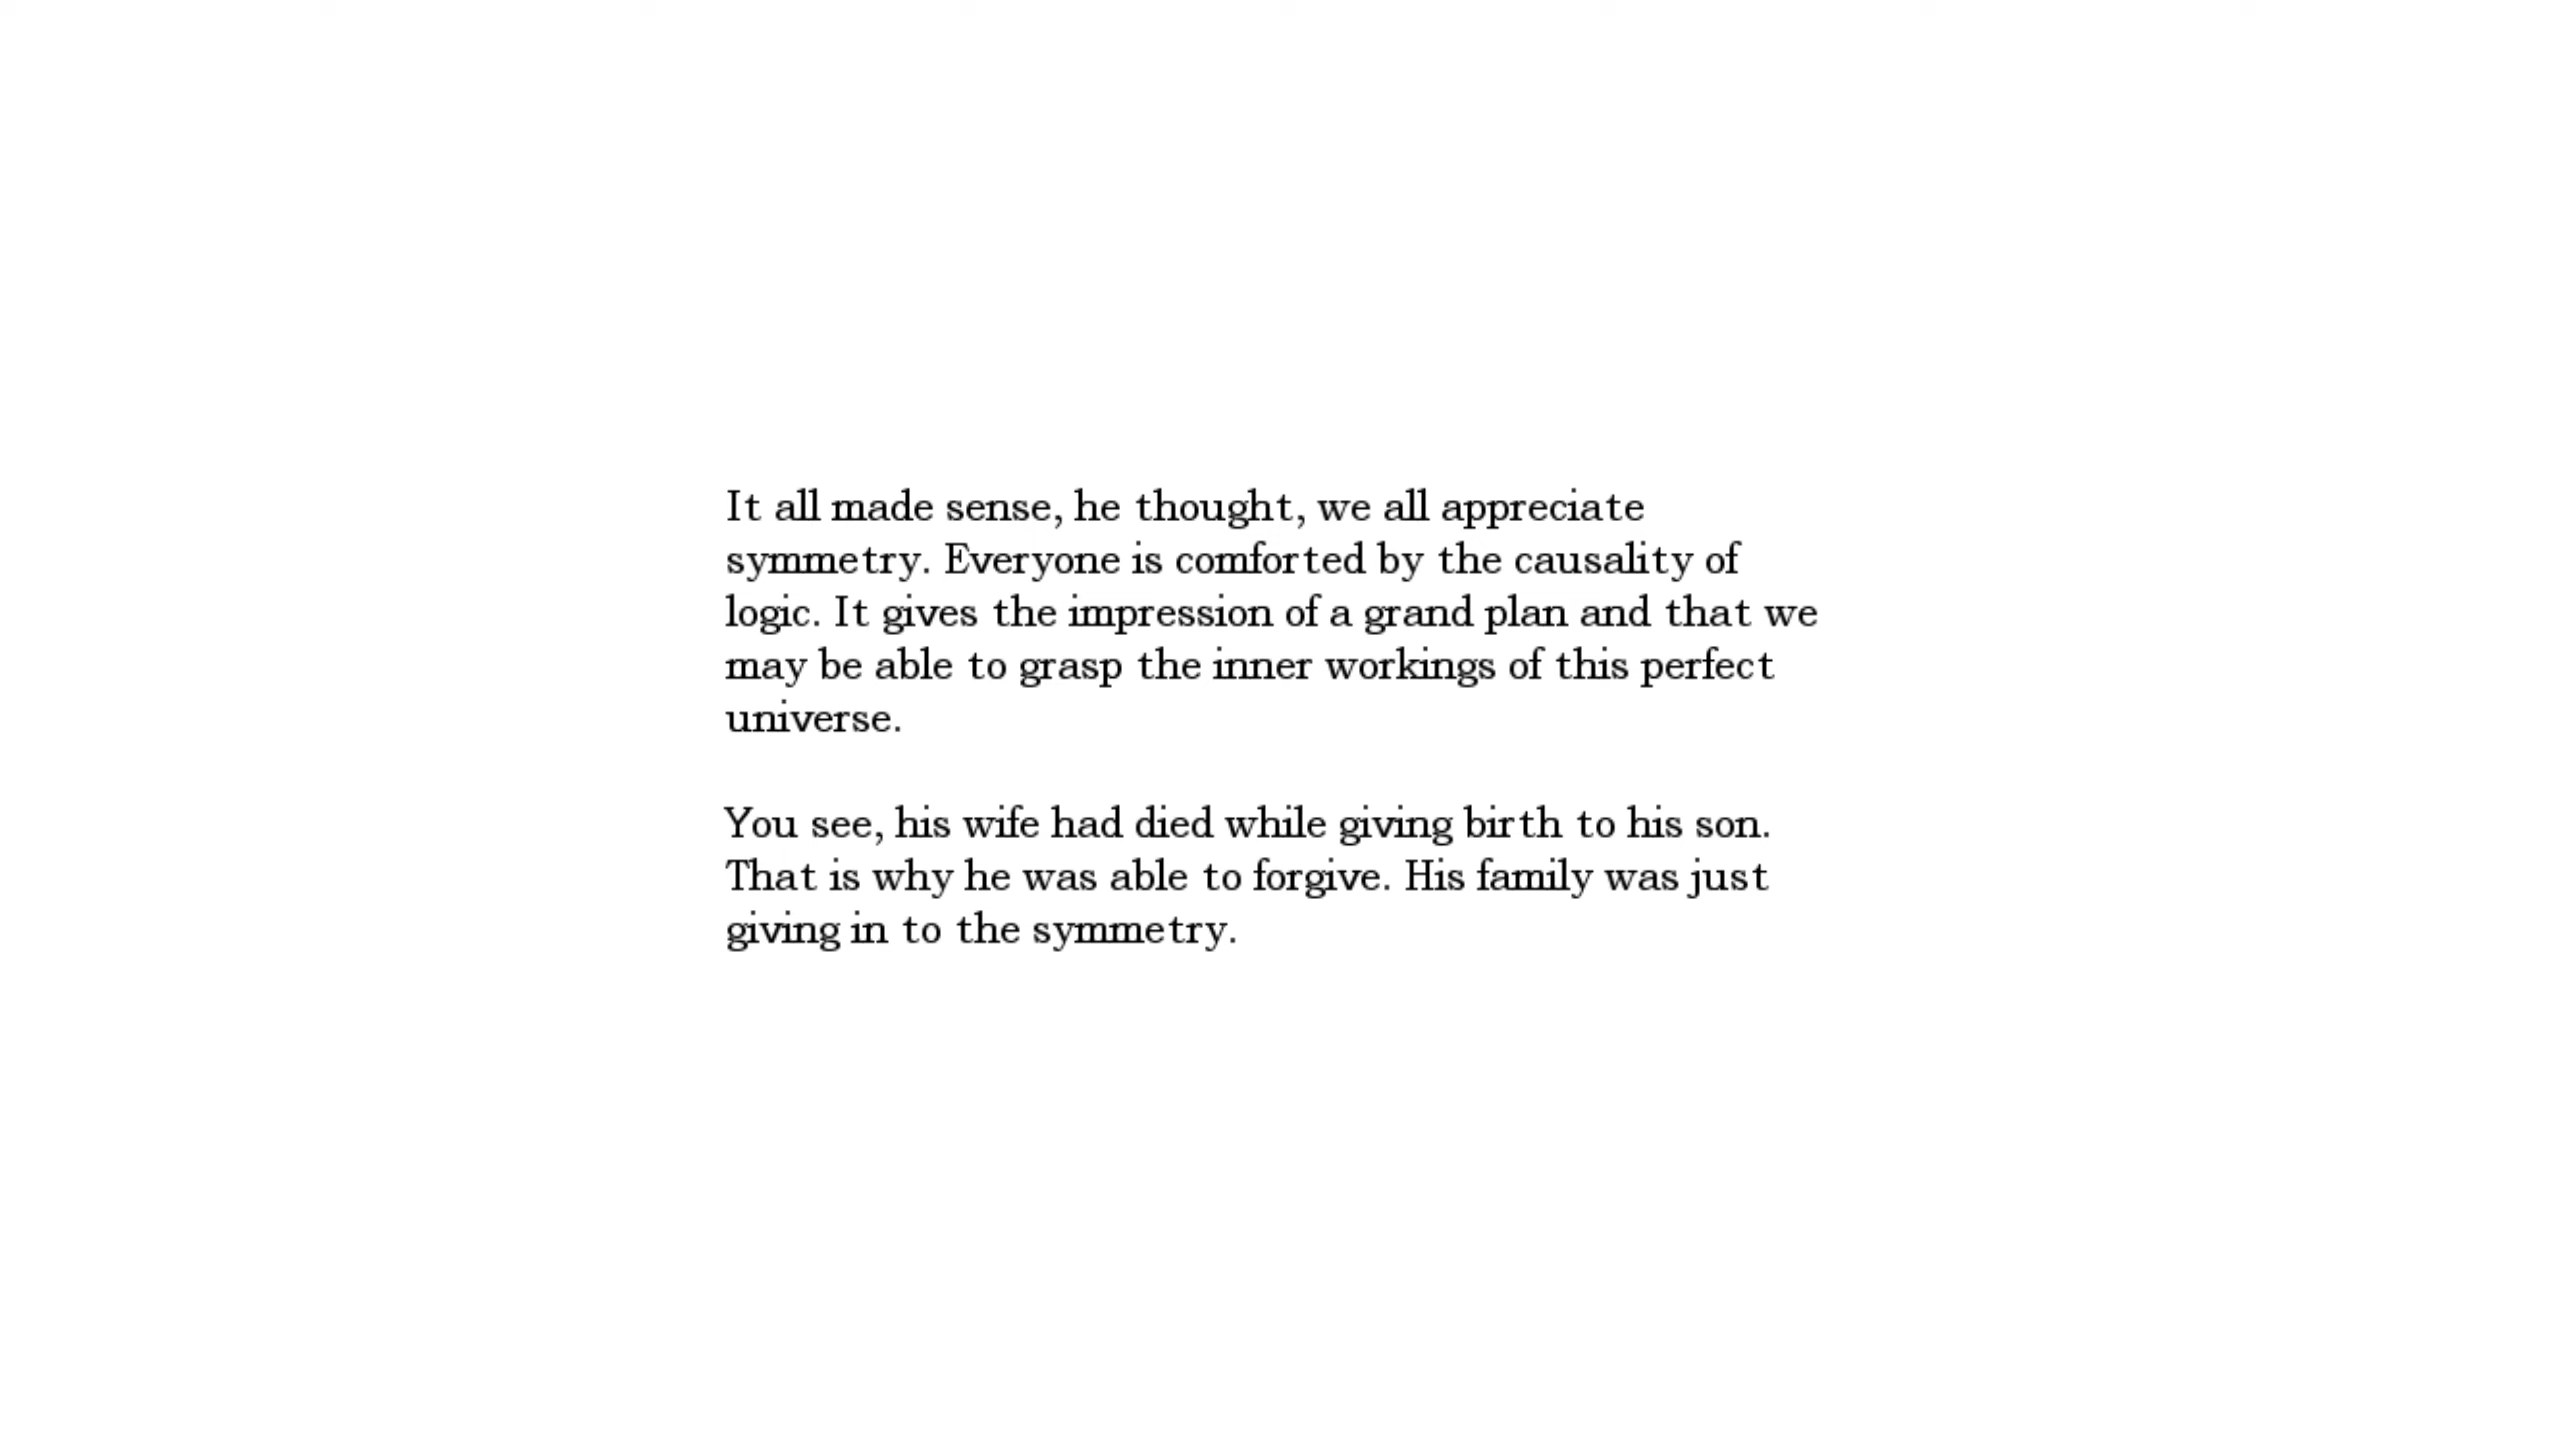 It all made sense, he thought, we all appreciate
symmetry. Everyone is comforted by the causality of
logic. It gives the impression of a grand plan and that we
may be able to grasp the inner workings of this perfect
universe.
You see, his wife had died while giving birth to his son.
That is why he was able to forgive. His family was just
giving in to the symmetry.